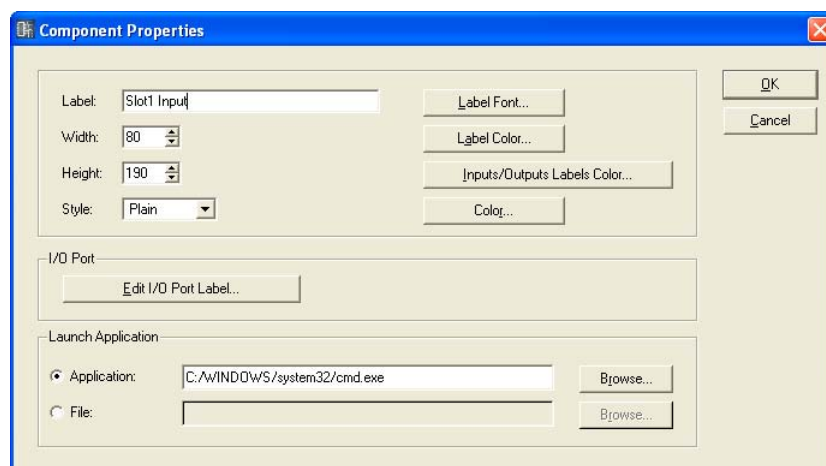 Component Properties
Label: Slot1 Input
Label Font...
OK
Width: 80
Label Color...
Cancel
Height: 190
Inputs/Outputs Labels Color...
Style: Plain
Color...
I/O Port
Edit I/O Port Label...
Launch Application
Application: C:/WINDOWS/system32/cmd.exe
Browse...
File:
Browse...